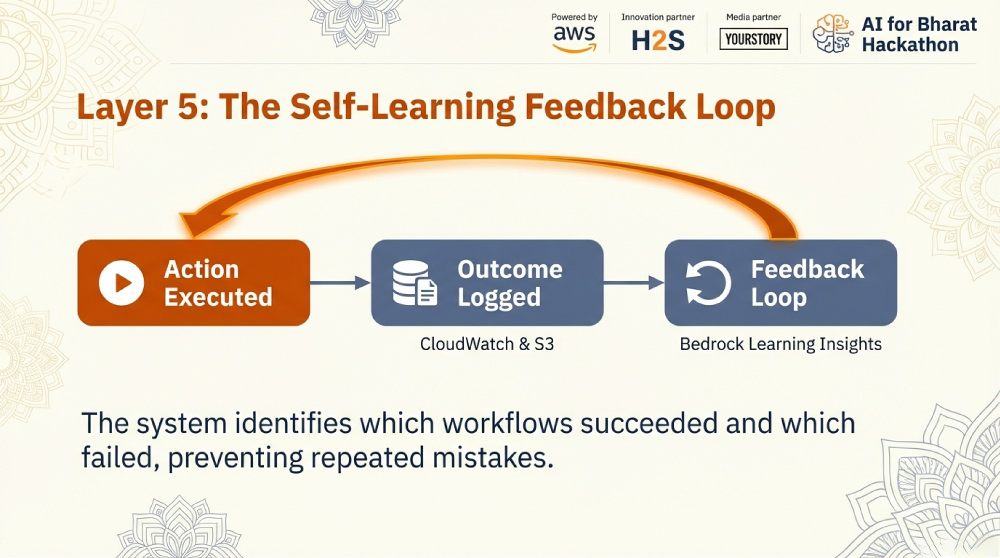 Powered by
aws
Innovation partner
H2S
Media partner
YOURSTORY
AI for Bharat
Hackathon
Layer 5: The Self-Learning Feedback Loop
Action
Executed
Outcome
Logged
CloudWatch & S3
Feedback
Loop
Bedrock Learning Insights
The system identifies which workflows succeeded and which
failed, preventing repeated mistakes.